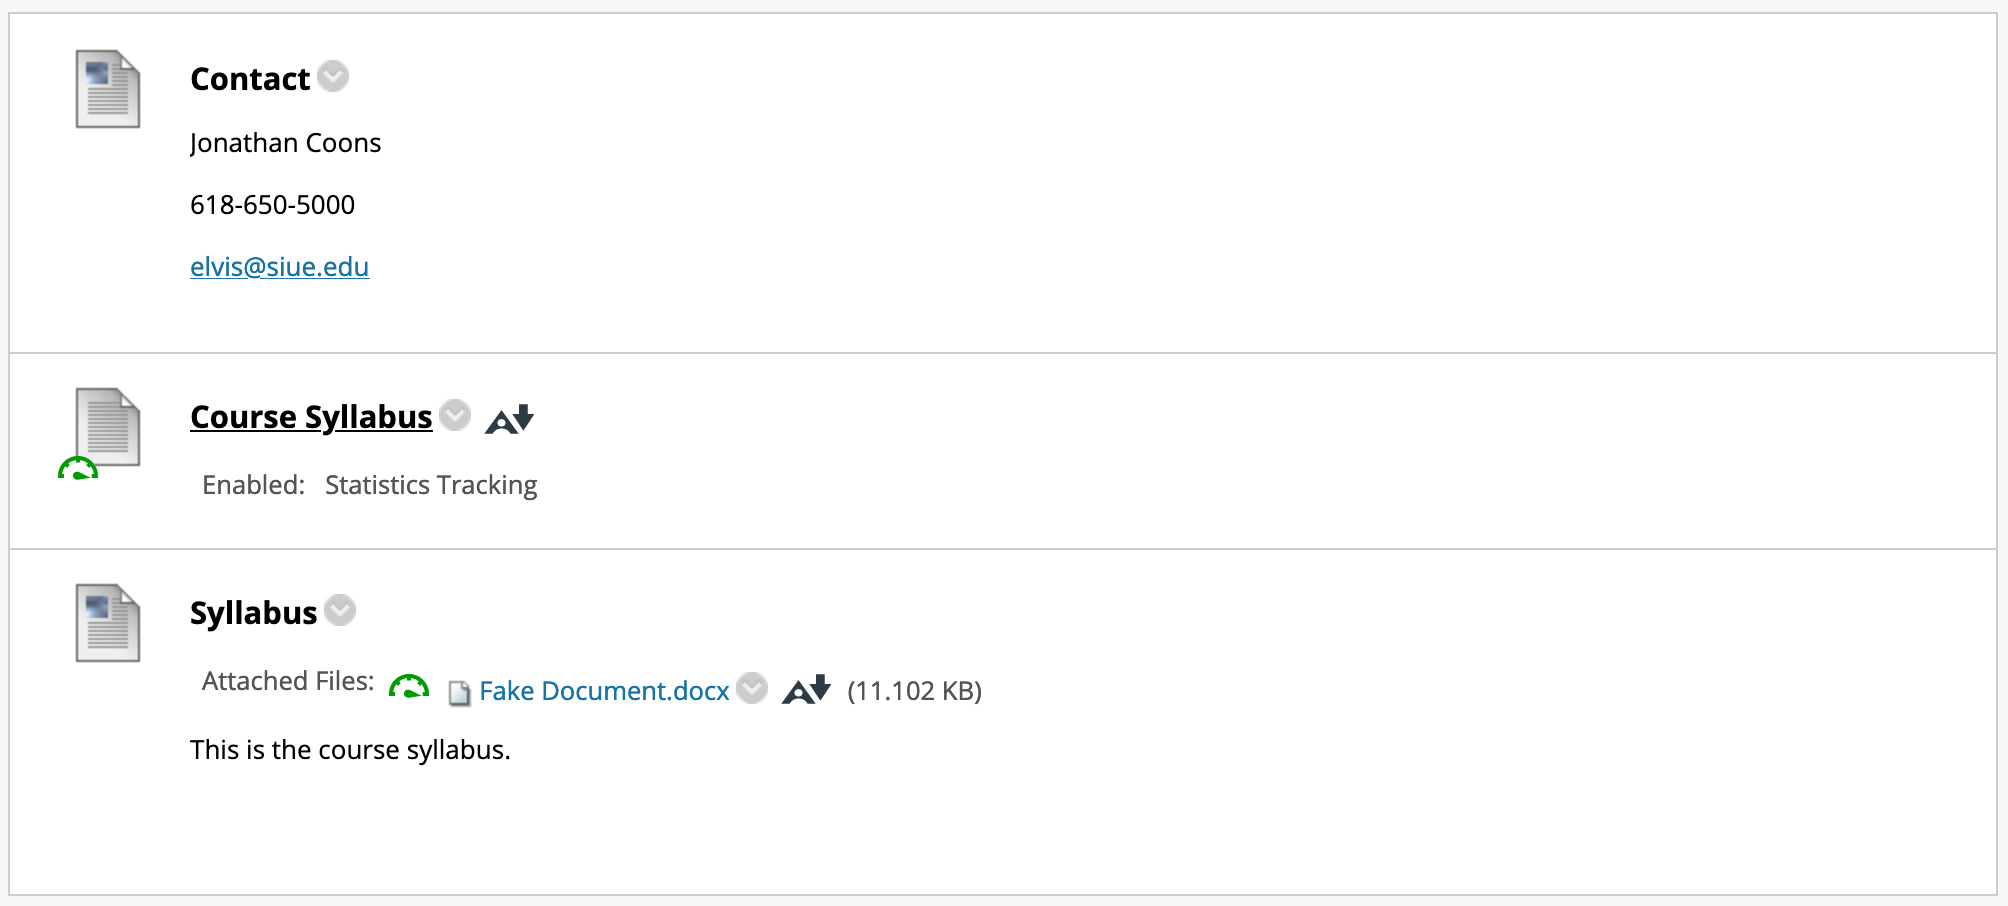 Contact
Jonathan Coons
618-650-5000
elvis@siue.edu
Course Syllabus
Enabled: Statistics Tracking
Syllabus
Attached Files: Fake Document.docx (11.102 KB)
This is the course syllabus.